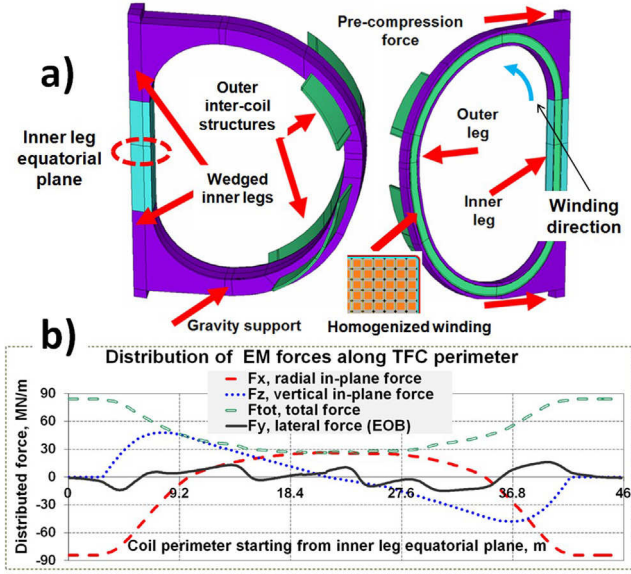 a)
Pre-compression
force
Outer
inter-coil
structures
Outer
leg
Inner leg
equatorial
plane
Wedged
inner legs
Inner
leg
Winding
direction
Gravity support
Homogenized winding
b)
Distribution of EM forces along TFC perimeter
Fx, radial in-plane force
Fz, vertical in-plane force
Ftot, total force
Fy, lateral force (EOB)
Distributed force, MN/m
90
60
30
0
-30
-60
-90
0 9.2 18.4 27.6 36.8 46
Coil perimeter starting from inner leg equatorial plane, m